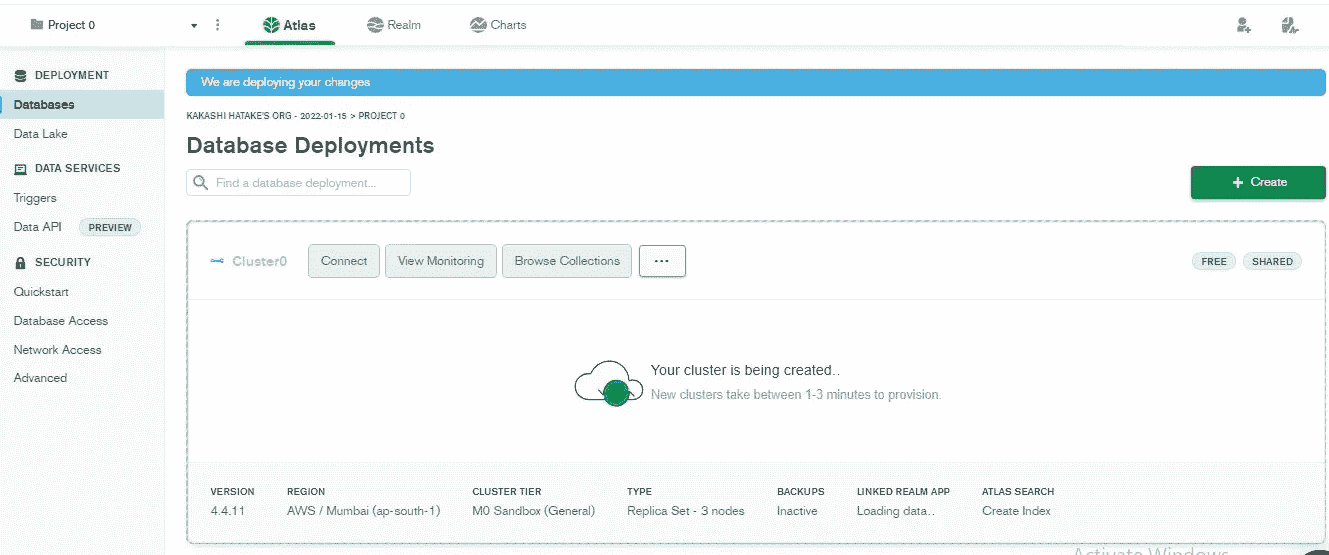 Project 0
Atlas
Realm
Charts
DEPLOYMENT
Databases
Data Lake
DATA SERVICES
Triggers
Data API PREVIEW
SECURITY
Quickstart
Database Access
Network Access
Advanced
We are deploying your changes
KAKASHI HATAKE'S ORG - 2022-01-15 > PROJECT 0
Database Deployments
Find a database deployment...
+ Create
Cluster0
Connect
View Monitoring
Browse Collections
...
FREE
SHARED
Your cluster is being created..
New clusters take between 1-3 minutes to provision.
VERSION
4.4.11
REGION
AWS / Mumbai (ap-south-1)
CLUSTER TIER
M0 Sandbox (General)
TYPE
Replica Set - 3 nodes
BACKUPS
Inactive
LINKED REALM APP
Loading data..
ATLAS SEARCH
Create Index
Activate Windows